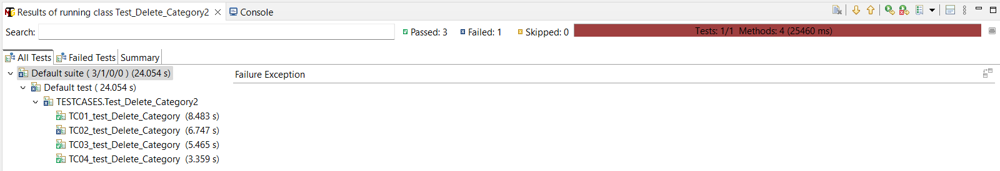 Results of running class Test_Delete_Category2
Console
Search:
Passed: 3
Failed: 1
Skipped: 0
Tests: 1/1 Methods: 4 (25460 ms)
All Tests
Failed Tests
Summary
Default suite ( 3/1/0/0 ) (24.054 s)
Failure Exception
Default test ( 24.054 s)
TESTCASES.Test_Delete_Category2
TC01_test_Delete_Category (8.483 s)
TC02_test_Delete_Category (6.747 s)
TC03_test_Delete_Category (5.465 s)
TC04_test_Delete_Category (3.359 s)